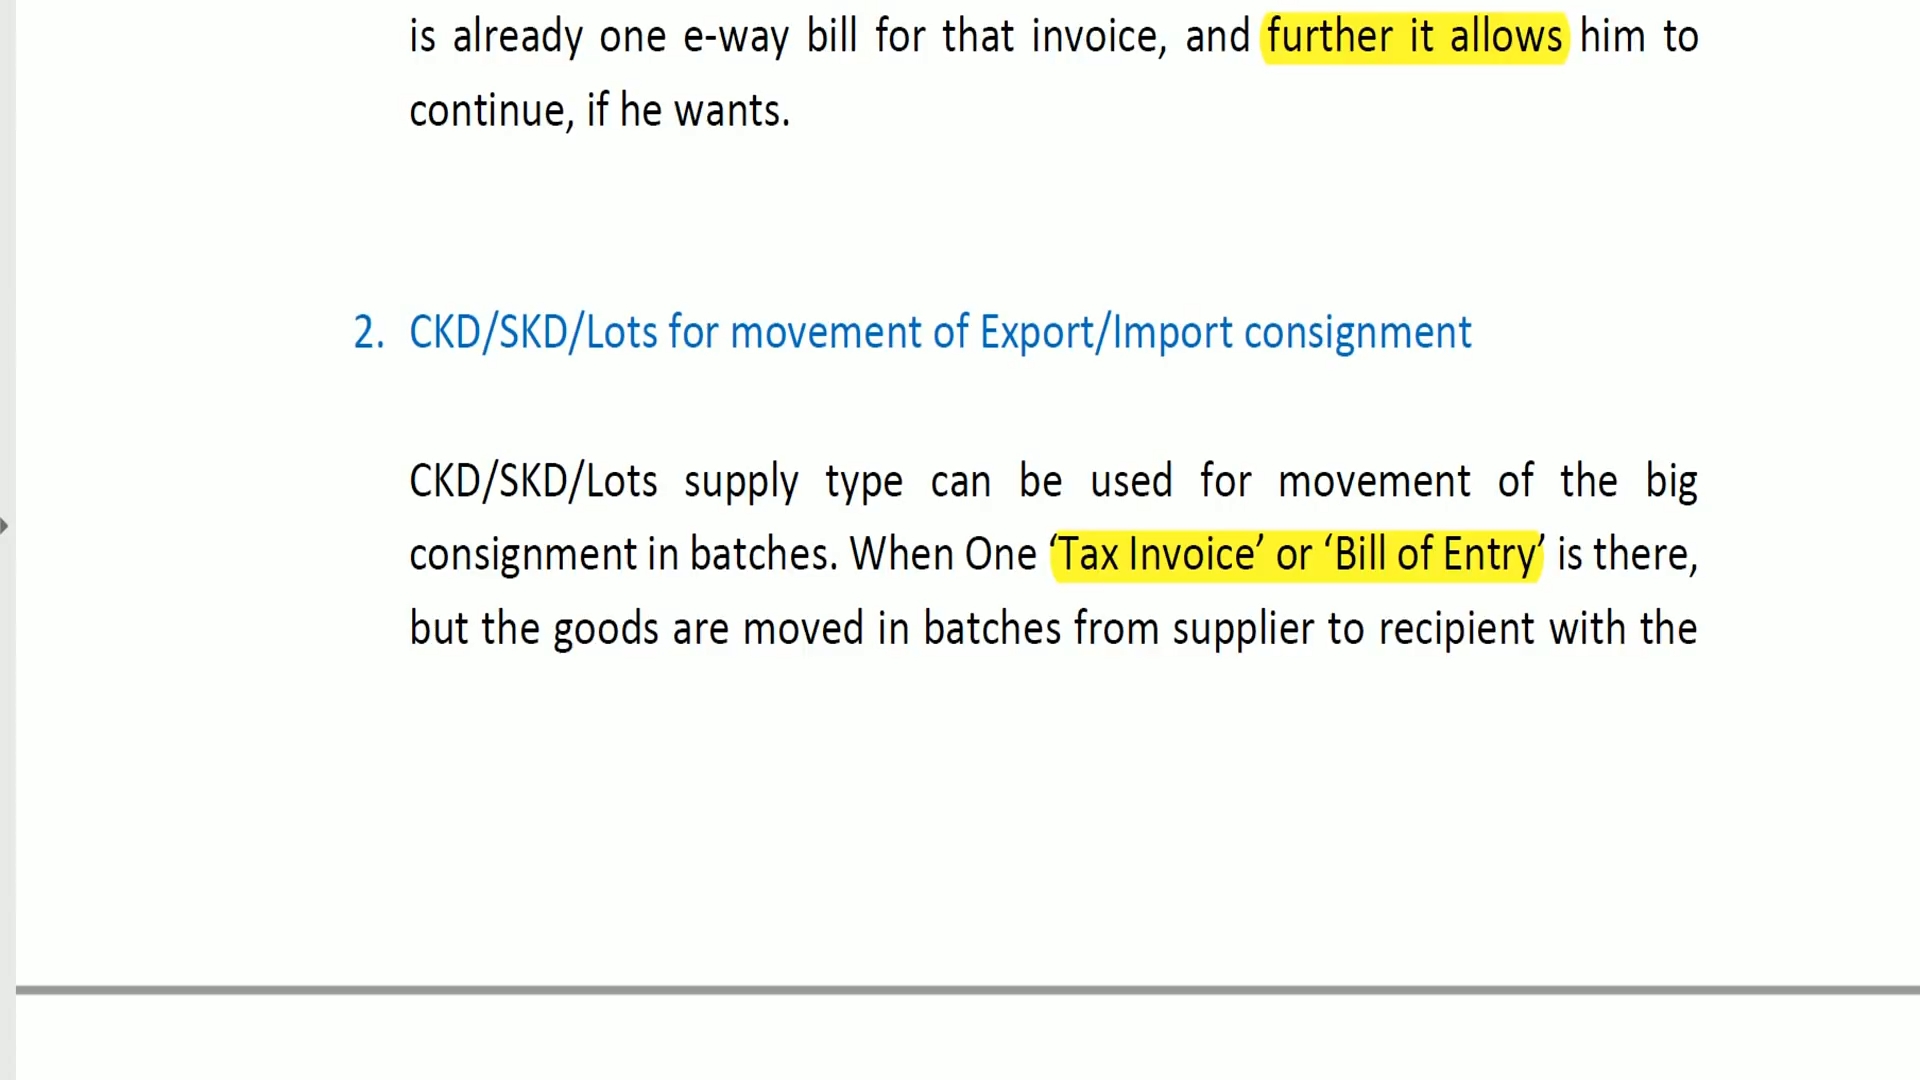 is already one e-way bill for that invoice, and further it allows him to
continue, if he wants.
2. CKD/SKD/Lots for movement of Export/Import consignment
CKD/SKD/Lots supply type can be used for movement of the big
consignment in batches. When One ‘Tax Invoice’ or ‘Bill of Entry’ is there,
but the goods are moved in batches from supplier to recipient with the